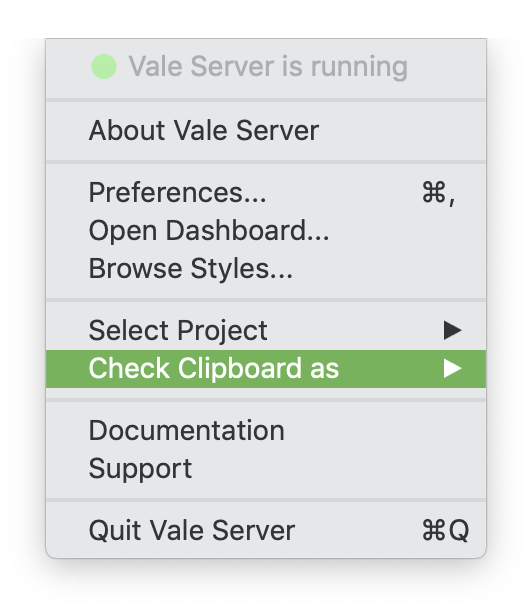 Vale Server is running
About Vale Server
Preferences... ⌘,
Open Dashboard...
Browse Styles...
Select Project ▶
Check Clipboard as ▶
Documentation
Support
Quit Vale Server ⌘Q